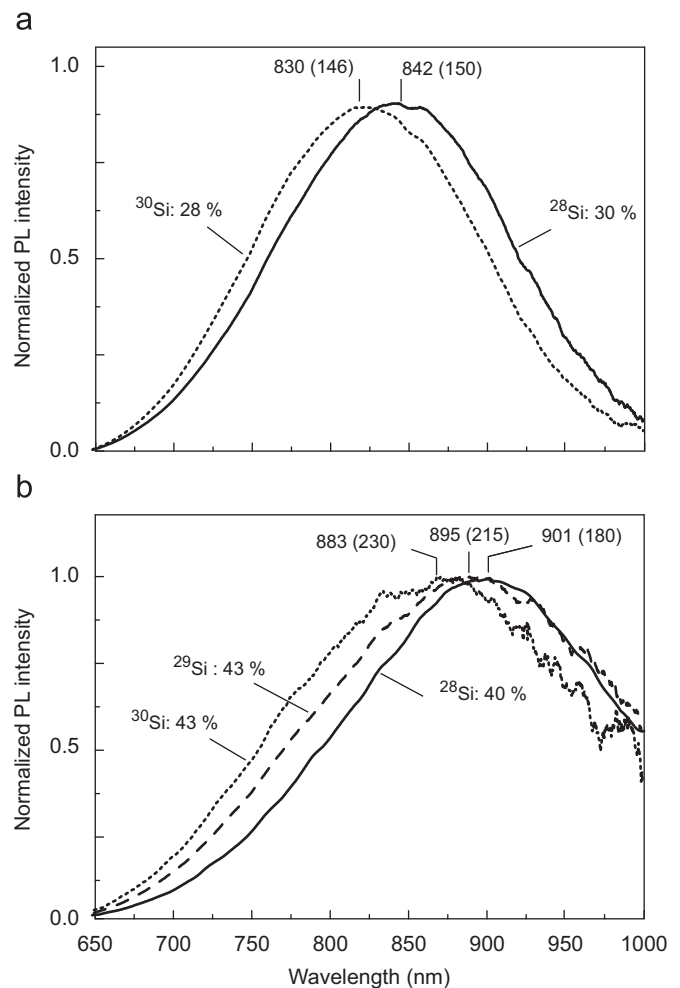 a
1.0
830 (146)
842 (150)
³⁰Si: 28 %
²⁸Si: 30 %
0.5
0.0
Normalized PL intensity
b
883 (230)
895 (215)
901 (180)
1.0
²⁹Si : 43 %
³⁰Si: 43 %
²⁸Si: 40 %
0.5
0.0
Normalized PL intensity
650 700 750 800 850 900 950 1000
Wavelength (nm)